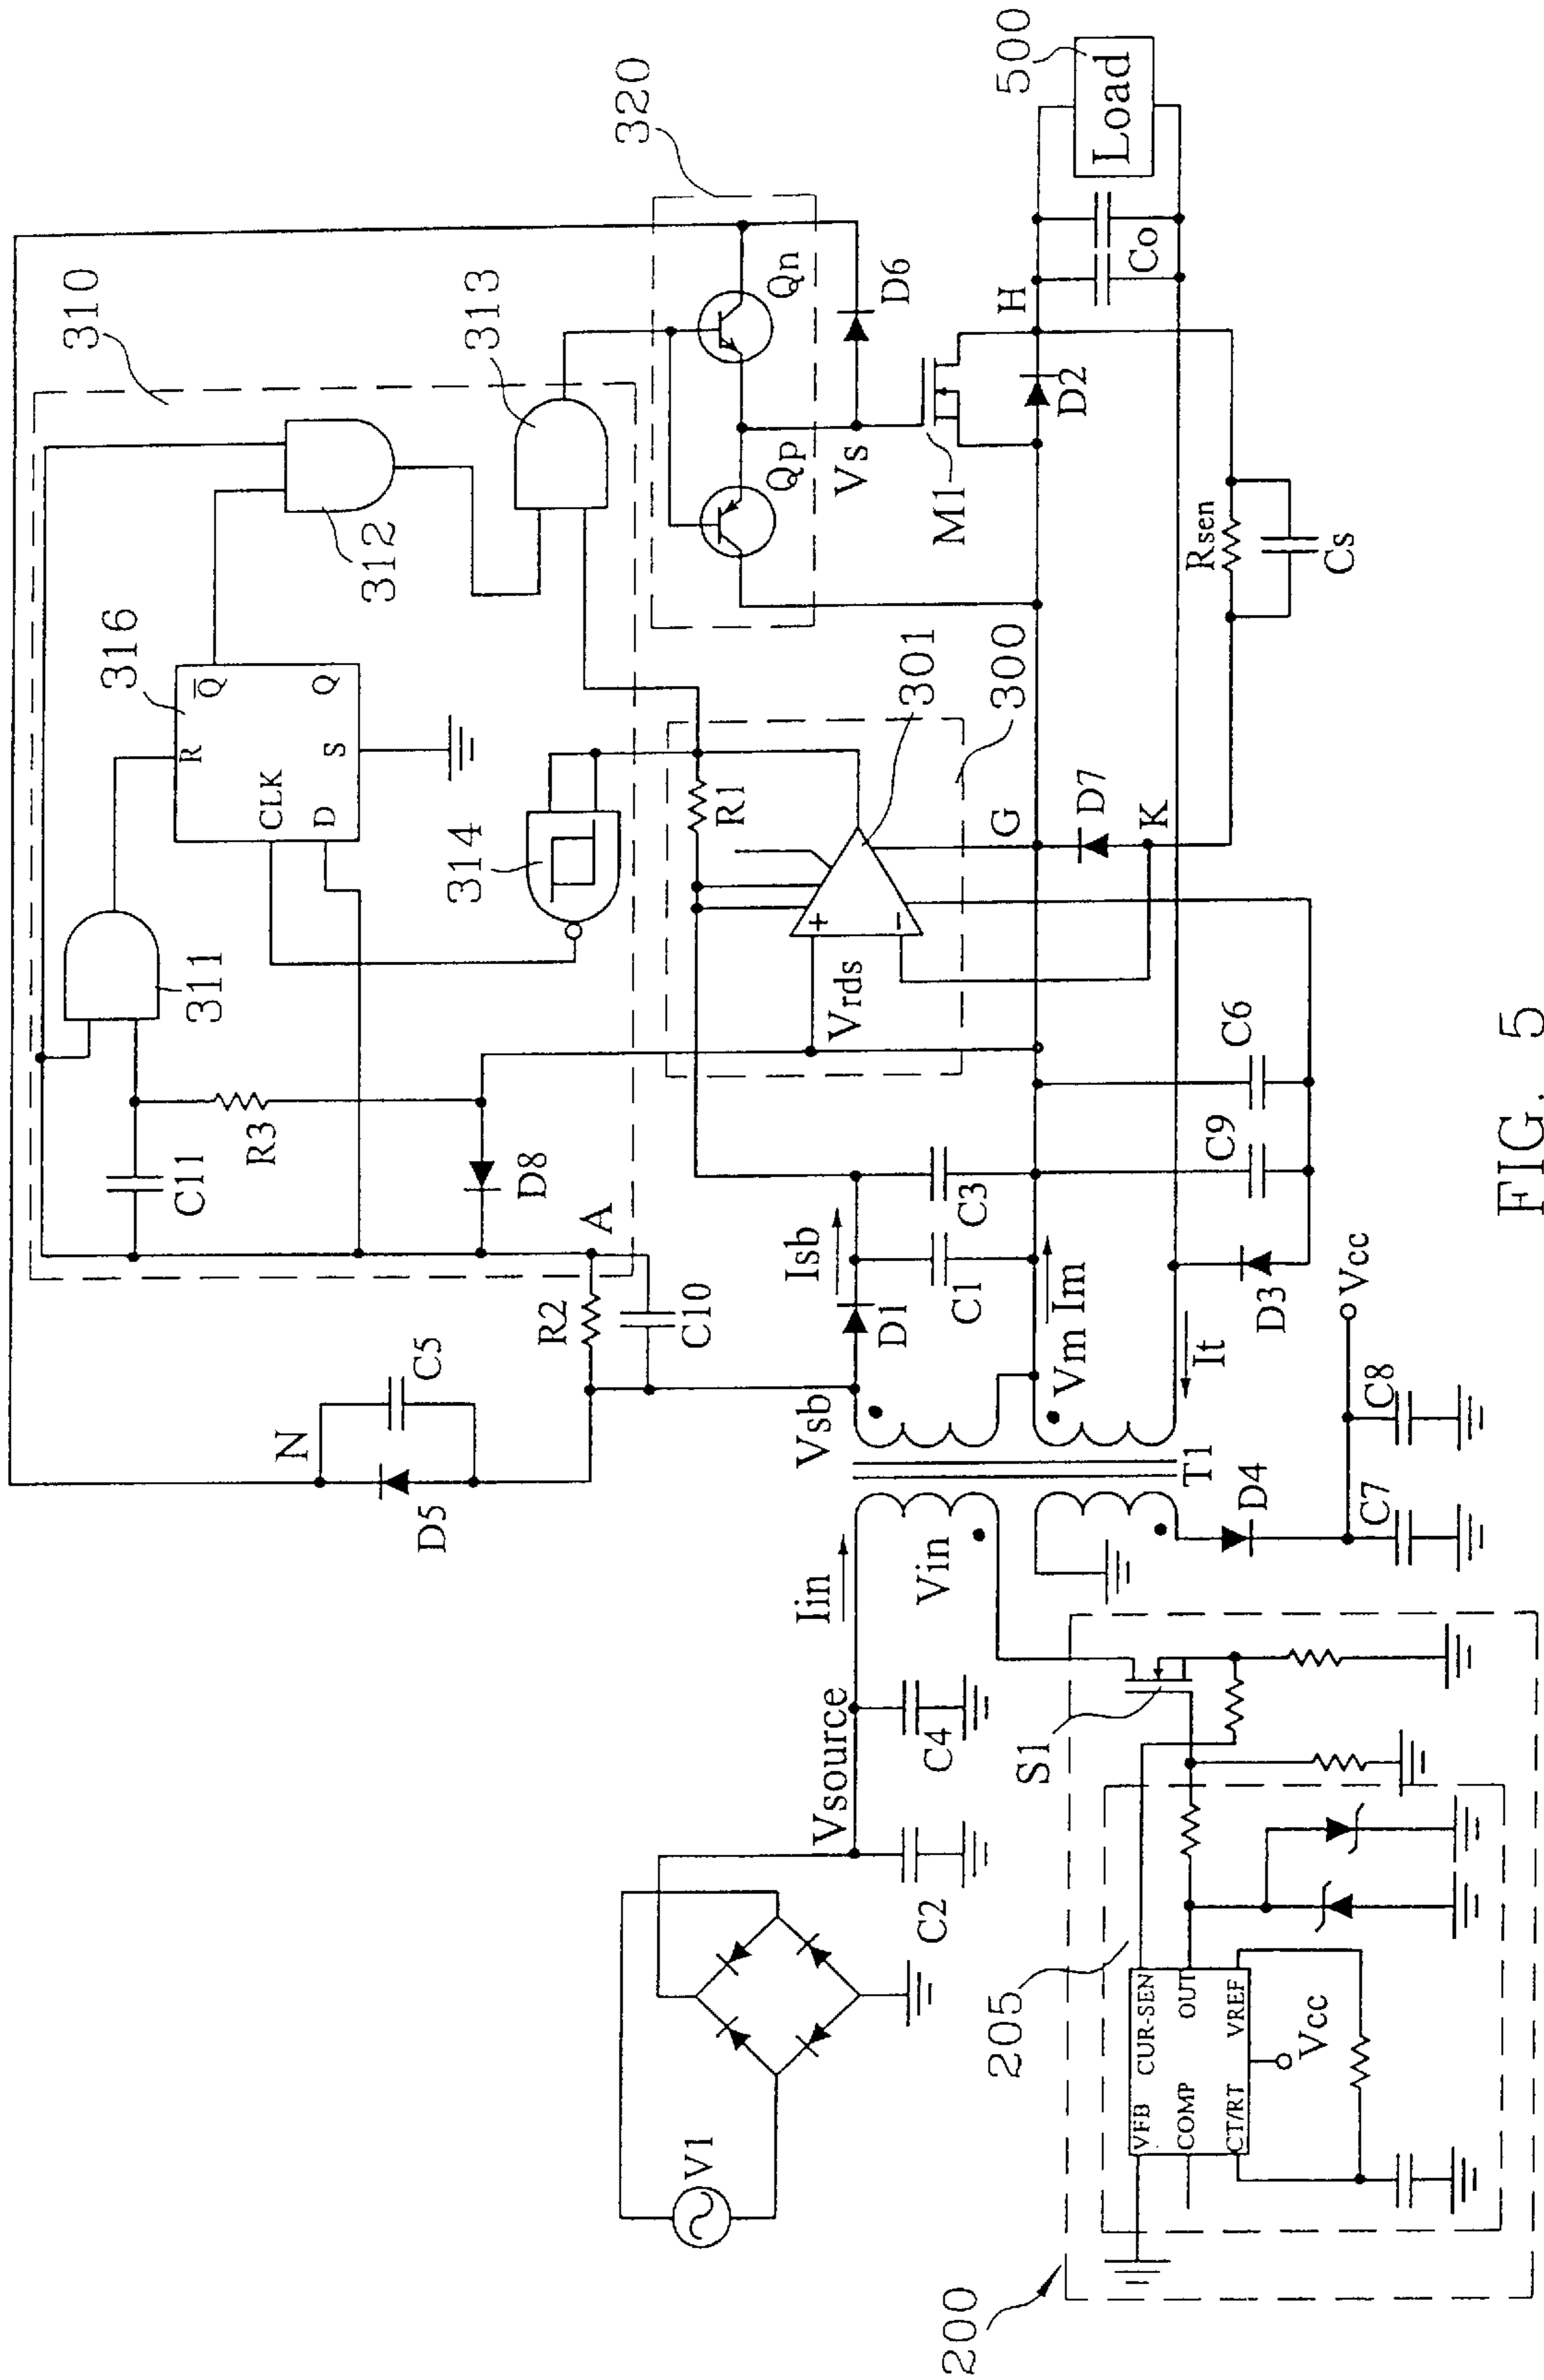 310
316
311
312
313
314
320
R
Q
CLK
D
S
Q
N
D5
C5
R2
C10
A
C11
R3
D8
R1
Qp
Qn
D6
Vs
M1
301
300
Vrds
+
-
G
D7
K
H
D2
Co
Load
500
Rsen
Cs
Isb
D1
C1
C3
Vsb
Vm Im
It
D3
C9
C6
T1
D4
Vcc
C7
C8
Iin
Vin
Vsource
C4
C2
V1
S1
205
200
VFB CUR-SEN
COMP OUT
CT/RT VREF
Vcc
FIG. 5